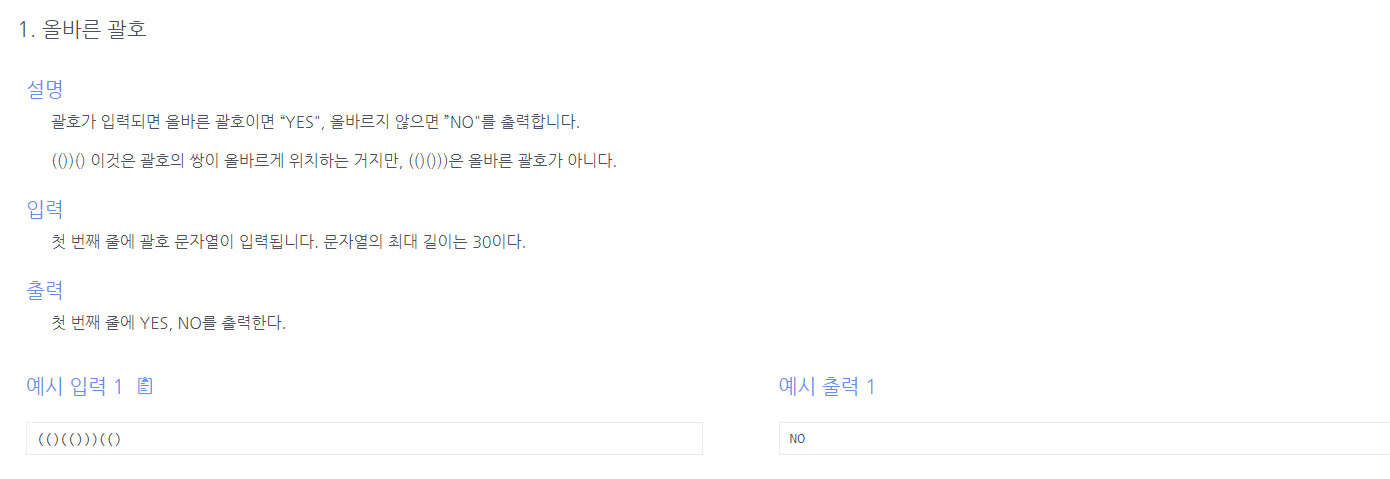 1. 올바른 괄호
설명
괄호가 입력되면 올바른 괄호이면 “YES", 올바르지 않으면 ”NO"를 출력합니다.
(())() 이것은 괄호의 쌍이 올바르게 위치하는 거지만, (()()))은 올바른 괄호가 아니다.
입력
첫 번째 줄에 괄호 문자열이 입력됩니다. 문자열의 최대 길이는 30이다.
출력
첫 번째 줄에 YES, NO를 출력한다.
예시 입력 1
(()(()))(()
예시 출력 1
NO